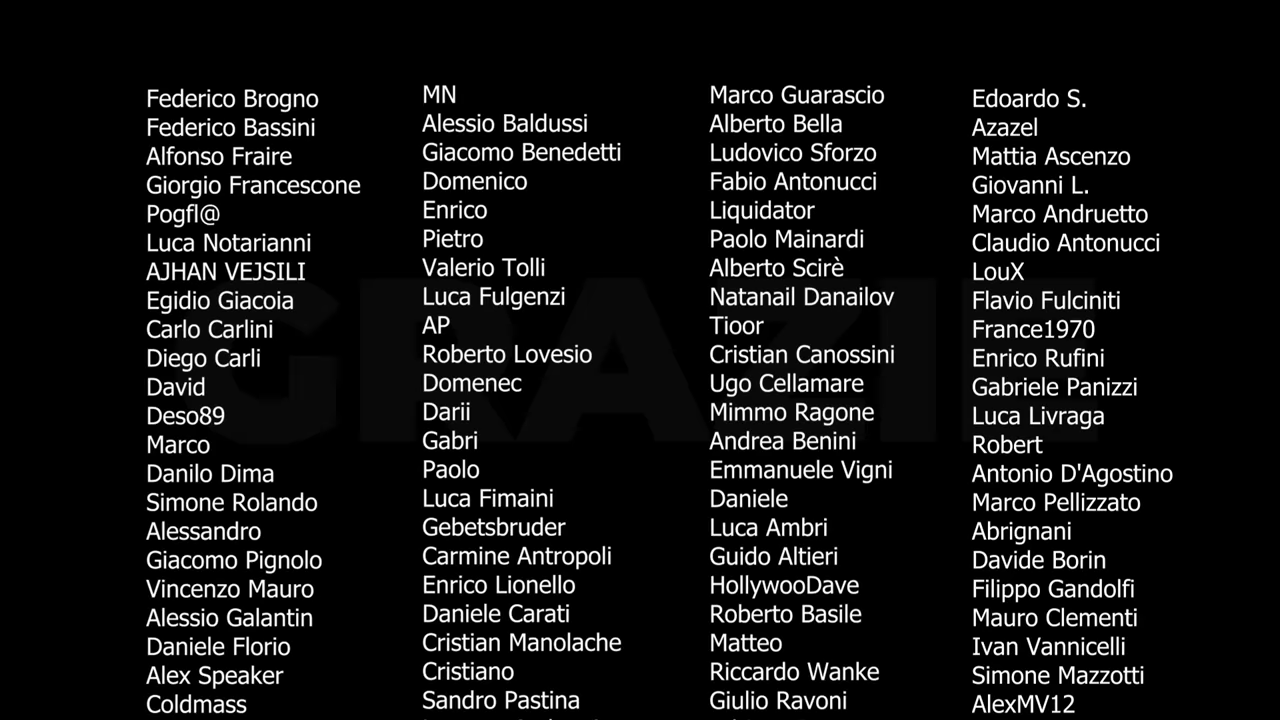 Federico Brogno
Federico Bassini
Alfonso Fraire
Giorgio Francescone
Pogfl@
Luca Notarianni
AJHAN VEJSILI
Egidio Giacoia
Carlo Carlini
Diego Carli
David
Deso89
Marco
Danilo Dima
Simone Rolando
Alessandro
Giacomo Pignolo
Vincenzo Mauro
Alessio Galantin
Daniele Florio
Alex Speaker
Coldmass
MN
Alessio Baldussi
Giacomo Benedetti
Domenico
Enrico
Pietro
Valerio Tolli
Luca Fulgenzi
AP
Roberto Lovesio
Domenec
Darii
Gabri
Paolo
Luca Fimaini
Gebetsbruder
Carmine Antropoli
Enrico Lionello
Daniele Carati
Cristian Manolache
Cristiano
Sandro Pastina
Marco Guarascio
Alberto Bella
Ludovico Sforzo
Fabio Antonucci
Liquidator
Paolo Mainardi
Alberto Scirè
Natanail Danailov
Tioor
Cristian Canossini
Ugo Cellamare
Mimmo Ragone
Andrea Benini
Emmanuele Vigni
Daniele
Luca Ambri
Guido Altieri
HollywooDave
Roberto Basile
Matteo
Riccardo Wanke
Giulio Ravoni
Edoardo S.
Azazel
Mattia Ascenzo
Giovanni L.
Marco Andruetto
Claudio Antonucci
LouX
Flavio Fulciniti
France1970
Enrico Rufini
Gabriele Panizzi
Luca Livraga
Robert
Antonio D'Agostino
Marco Pellizzato
Abrignani
Davide Borin
Filippo Gandolfi
Mauro Clementi
Ivan Vannicelli
Simone Mazzotti
AlexMV12
GRAZIE